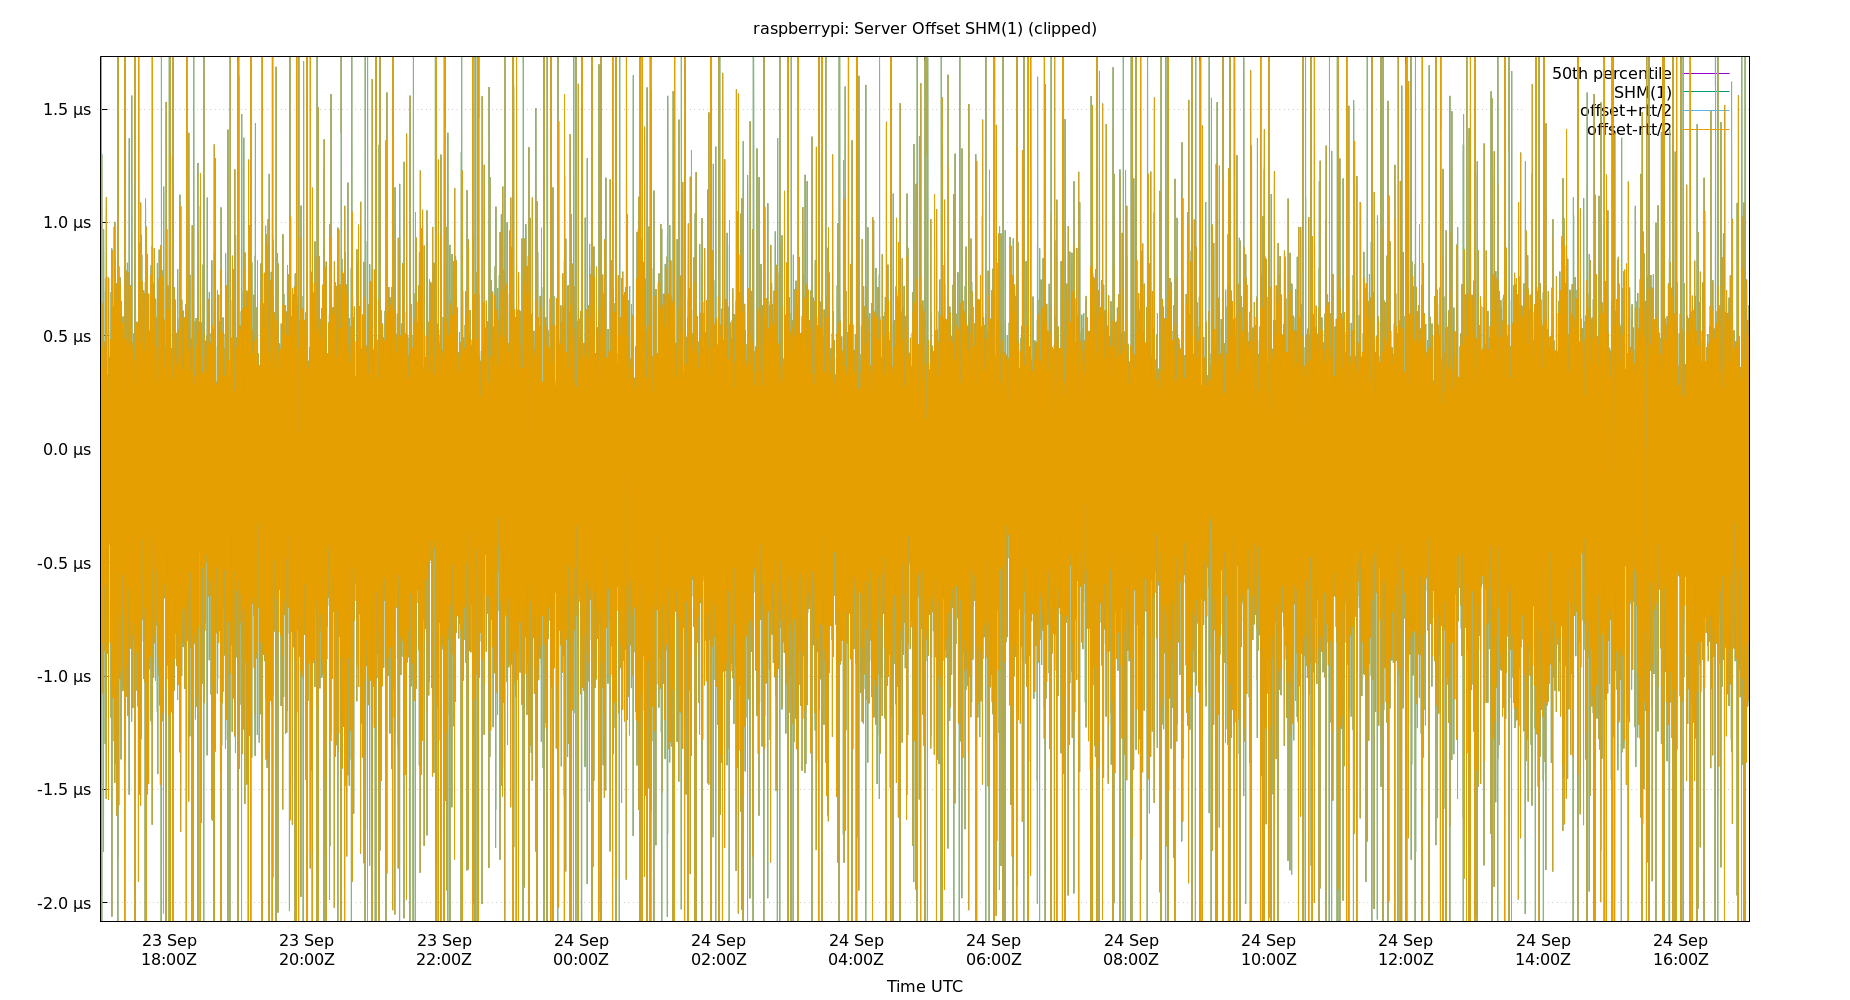 raspberrypi: Server Offset SHM(1) (clipped)
50th percentile
SHM(1)
offset+rtt/2
offset-rtt/2
1.5 µs
1.0 µs
0.5 µs
0.0 µs
-0.5 µs
-1.0 µs
-1.5 µs
-2.0 µs
23 Sep 23 Sep 23 Sep 24 Sep 24 Sep 24 Sep 24 Sep 24 Sep 24 Sep 24 Sep 24 Sep 24 Sep
18:00Z 20:00Z 22:00Z 00:00Z 02:00Z 04:00Z 06:00Z 08:00Z 10:00Z 12:00Z 14:00Z 16:00Z
Time UTC